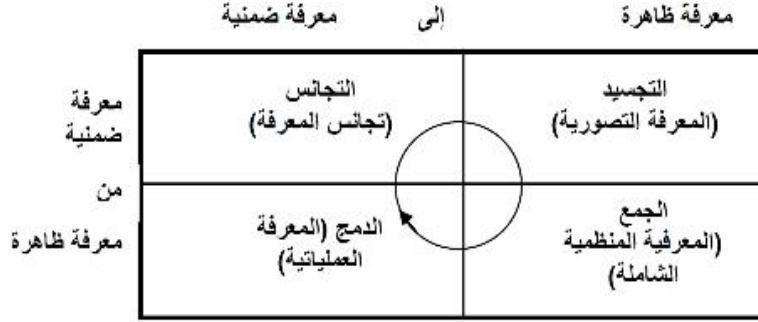 معرفة ظاهرة إلى معرفة ضمنية
التجسيد
(المعرفة التصورية)
التجانس
(تجانس المعرفة)
معرفة
ضمنية
من
معرفة ظاهرة
الجمع
(المعرفية المنظمية
الشاملة)
الدمج (المعرفة
العملياتية)